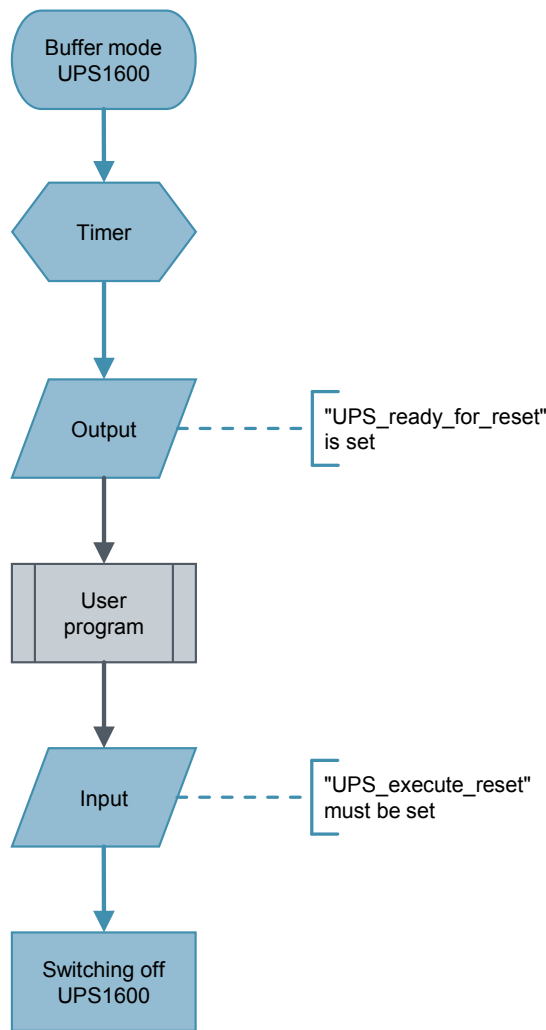 Buffer mode
UPS1600
Timer
Output
"UPS_ready_for_reset"
is set
User
program
Input
"UPS_execute_reset"
must be set
Switching off
UPS1600